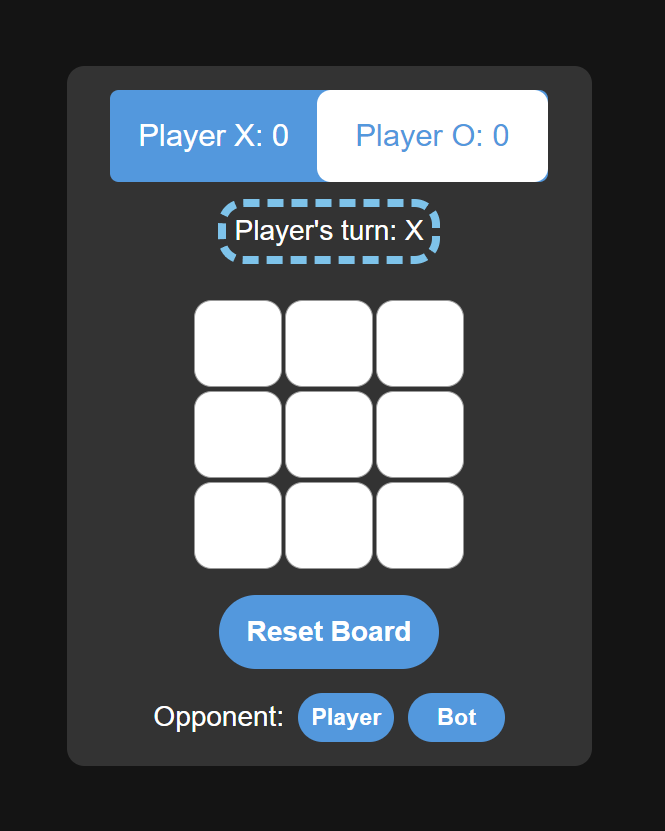 Player X: 0 Player O: 0
Player's turn: X
Reset Board
Opponent: Player Bot